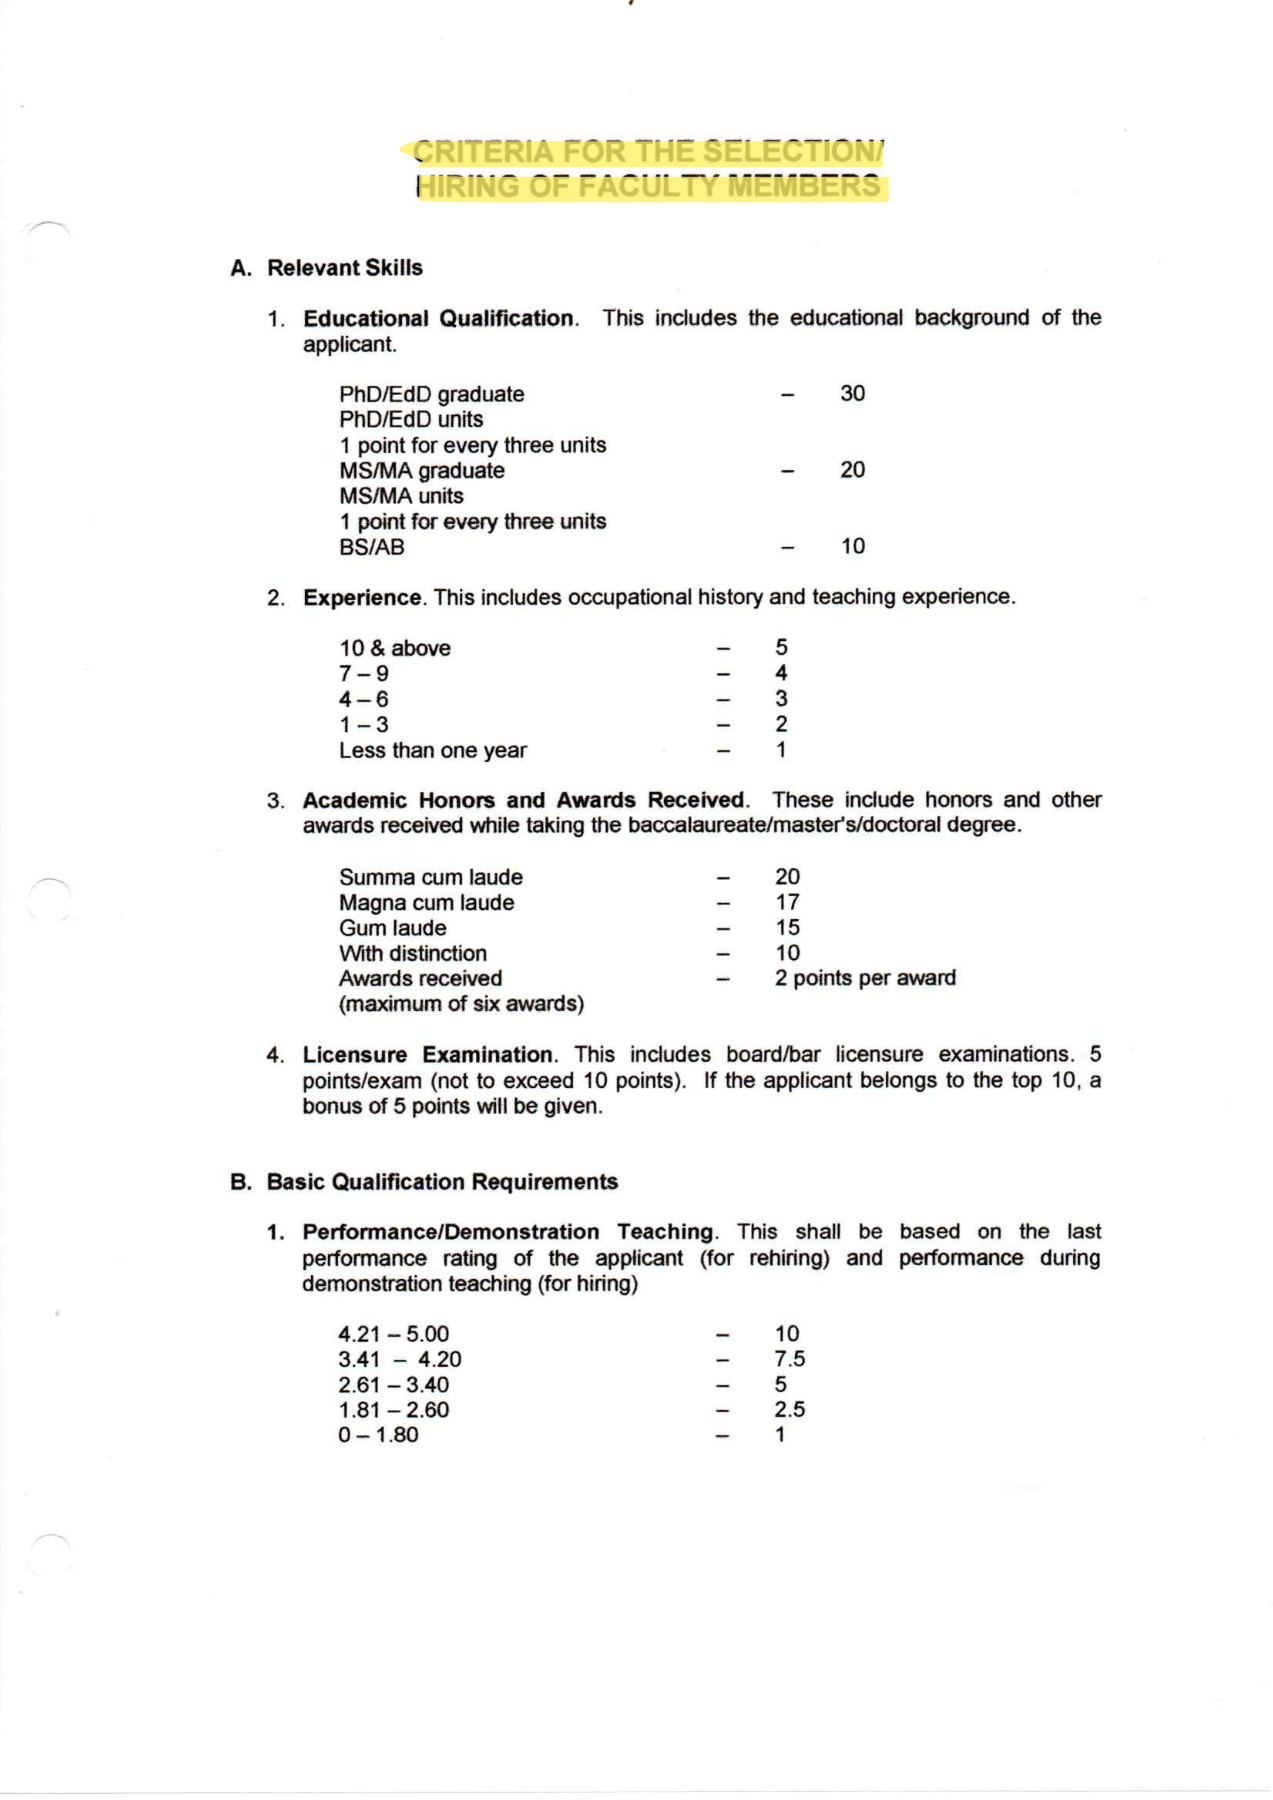 CRITERIA FOR THE SELECTION/
HIRING OF FACULTY MEMBERS
A. Relevant Skills
1. Educational Qualification. This includes the educational background of the
applicant.
PhD/EdD graduate – 30
PhD/EdD units
1 point for every three units
MS/MA graduate – 20
MS/MA units
1 point for every three units
BS/AB – 10
2. Experience. This includes occupational history and teaching experience.
10 & above – 5
7 – 9 – 4
4 – 6 – 3
1 – 3 – 2
Less than one year – 1
3. Academic Honors and Awards Received. These include honors and other
awards received while taking the baccalaureate/master's/doctoral degree.
Summa cum laude – 20
Magna cum laude – 17
Gum laude – 15
With distinction – 10
Awards received – 2 points per award
(maximum of six awards)
4. Licensure Examination. This includes board/bar licensure examinations. 5
points/exam (not to exceed 10 points). If the applicant belongs to the top 10, a
bonus of 5 points will be given.
B. Basic Qualification Requirements
1. Performance/Demonstration Teaching. This shall be based on the last
performance rating of the applicant (for rehiring) and performance during
demonstration teaching (for hiring)
4.21 – 5.00 – 10
3.41 – 4.20 – 7.5
2.61 – 3.40 – 5
1.81 – 2.60 – 2.5
0 – 1.80 – 1